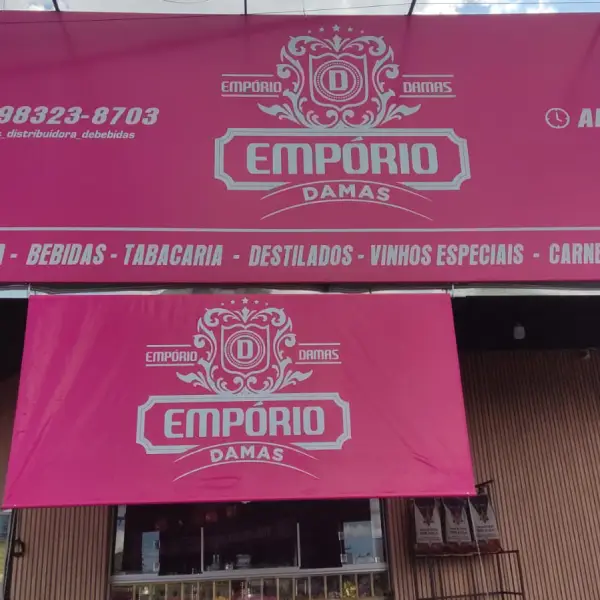 D
EMPÓRIO DAMAS
98323-8703
_distribuidora_debebidas
EMPÓRIO
DAMAS
- BEBIDAS - TABACARIA - DESTILADOS - VINHOS ESPECIAIS - CARNE
D
EMPÓRIO DAMAS
EMPÓRIO
DAMAS